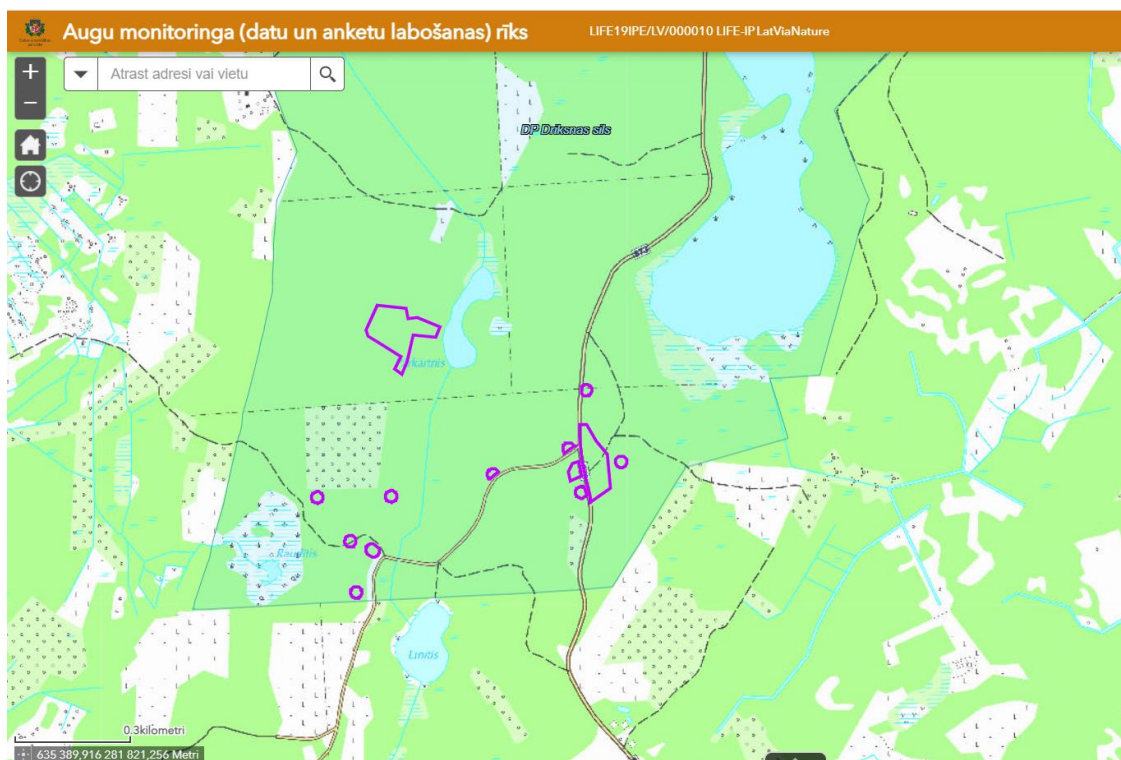 Augu monitoringa (datu un anketu labošanas) rīks
LIFE19IPE/LV/000010 LIFE-IP LatViaNature
Atrast adresi vai vietu
DP Driksnas sils
Linītis
0.3kilometri
635 389,916 281 821,256 Metri